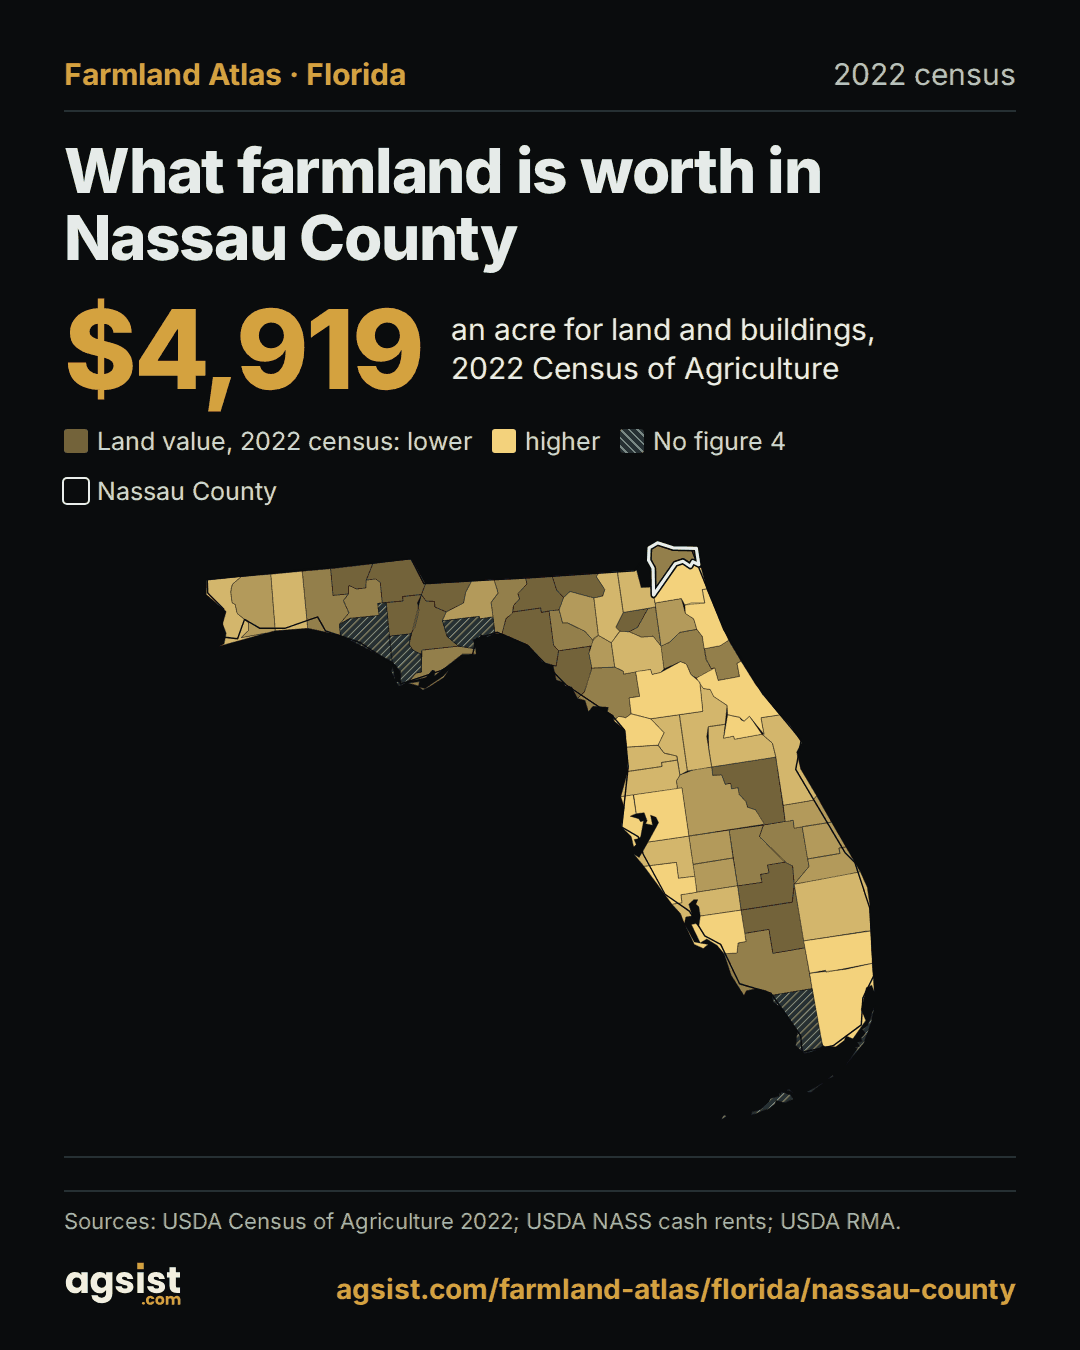 Farmland Atlas · Florida
2022 census
What farmland is worth in
Nassau County
$4,919
an acre for land and buildings,
2022 Census of Agriculture
Land value, 2022 census: lower
higher
No figure 4
Nassau County
Sources: USDA Census of Agriculture 2022; USDA NASS cash rents; USDA RMA.
agsist
.com
agsist.com/farmland-atlas/florida/nassau-county